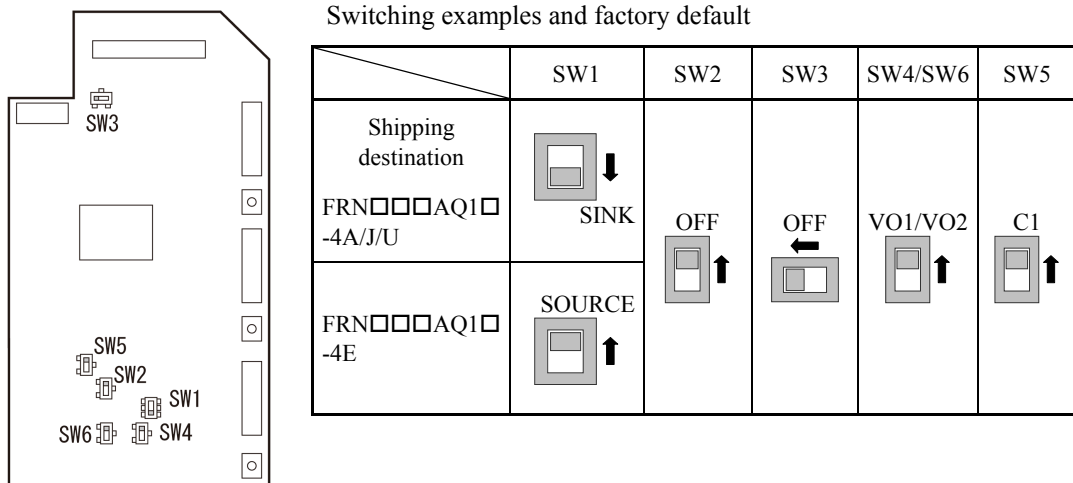 Switching examples and factory default
SW1 SW2 SW3 SW4/SW6 SW5
Shipping
destination
FRN□□□AQ1□
-4A/J/U
SINK
OFF
OFF
VO1/VO2
C1
FRN□□□AQ1□
-4E
SOURCE
SW3
SW5
SW2
SW1
SW6
SW4